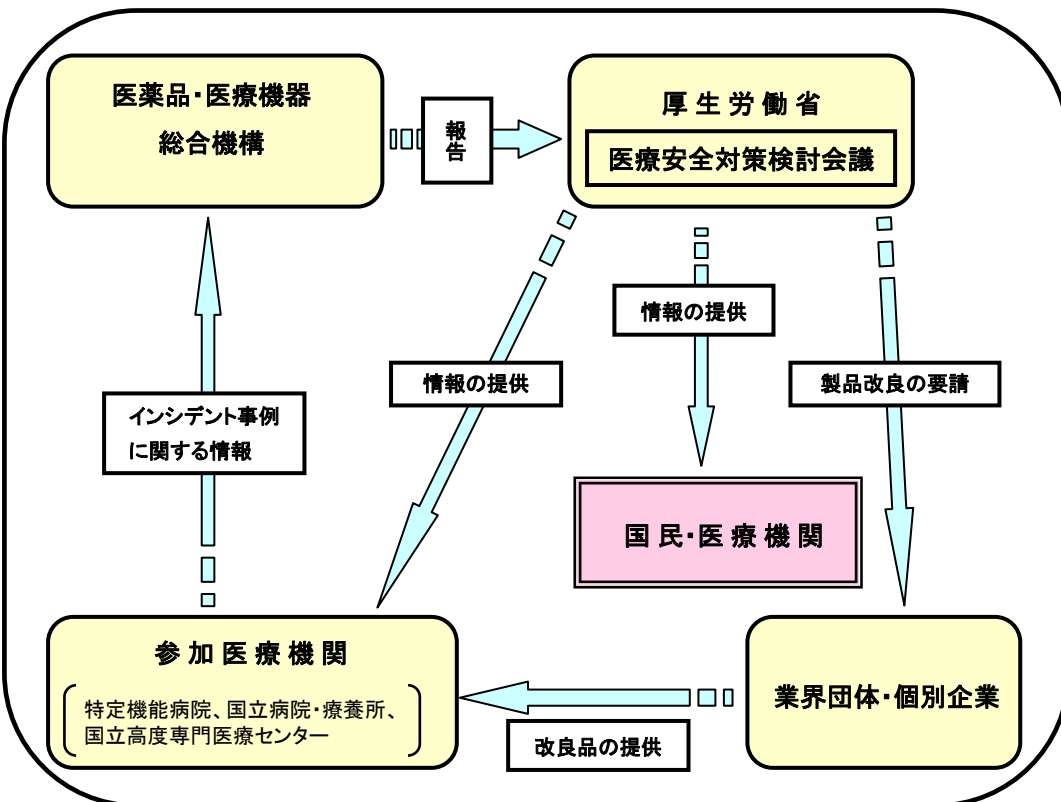 医薬品・医療機器
総合機構
報
告
厚生労働省
医療安全対策検討会議
情報の提供
情報の提供
製品改良の要請
インシデント事例
に関する情報
国民・医療機関
参加医療機関
特定機能病院、国立病院・療養所、
国立高度専門医療センター
業界団体・個別企業
改良品の提供